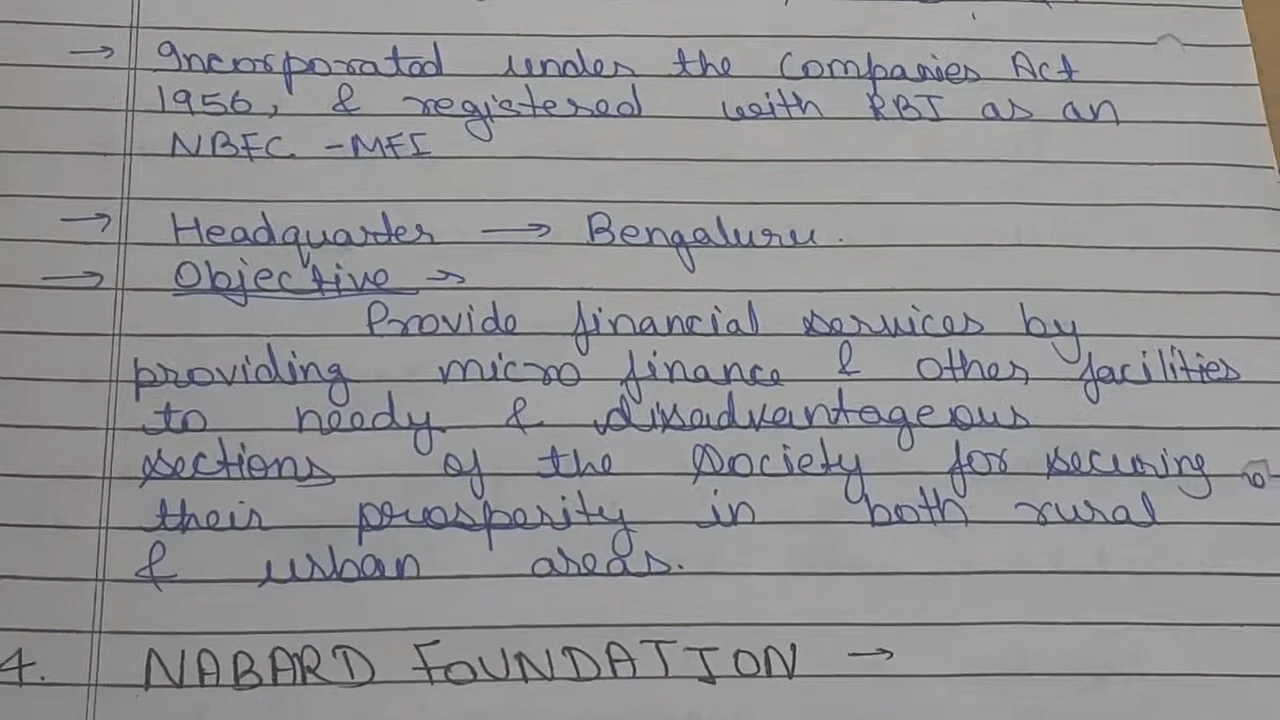 → Incorporated under the Companies Act
1956, & registered with RBI as an
NBFC - MFI
→ Headquarter → Bengaluru.
→ Objective →
Provide financial services by
providing micro finance & other facilities
to needy & disadvantageous
sections of the society for securing
their prosperity in both rural
& urban areas.
4. NABARD FOUNDATION →